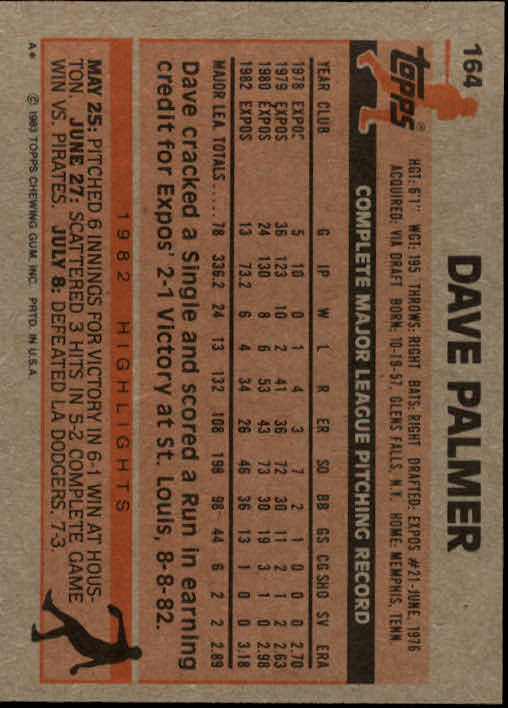 164
DAVE PALMER
topps®
HGT: 6'1" WGT: 195 THROWS: RIGHT BATS: RIGHT DRAFTED: EXPOS #21-JUNE, 1976
ACQUIRED: VIA DRAFT BORN: 10-19-57, GLENS FALLS, N.Y. HOME: MEMPHIS, TENN.
COMPLETE MAJOR LEAGUE PITCHING RECORD
YEAR CLUB G IP W L R ER SO BB GS CG SHO SV ERA
1978 EXPOS 5 10 0 1 4 3 7 2 1 0 0 0 2.70
1979 EXPOS 36 123 10 2 41 36 72 30 11 2 1 2 2.63
1980 EXPOS 24 130 8 6 53 43 73 30 19 3 1 0 2.98
1982 EXPOS 13 73.2 6 4 34 26 46 36 13 1 0 0 3.18
MAJOR LEA. TOTALS.... 78 336.2 24 13 132 108 198 98 44 6 2 2 2.89
Dave cracked a Single and scored a Run in earning
credit for Expos' 2-1 Victory at St. Louis, 8-8-82.
1982 HIGHLIGHTS
MAY 25: PITCHED 6 INNINGS FOR VICTORY IN 6-1 WIN AT HOUS-
TON. JUNE 27: SCATTERED 3 HITS IN 5-2 COMPLETE GAME
WIN VS. PIRATES. JULY 8: DEFEATED LA DODGERS, 7-3.
A* © 1983 TOPPS CHEWING GUM, INC. PRTD. IN U.S.A.